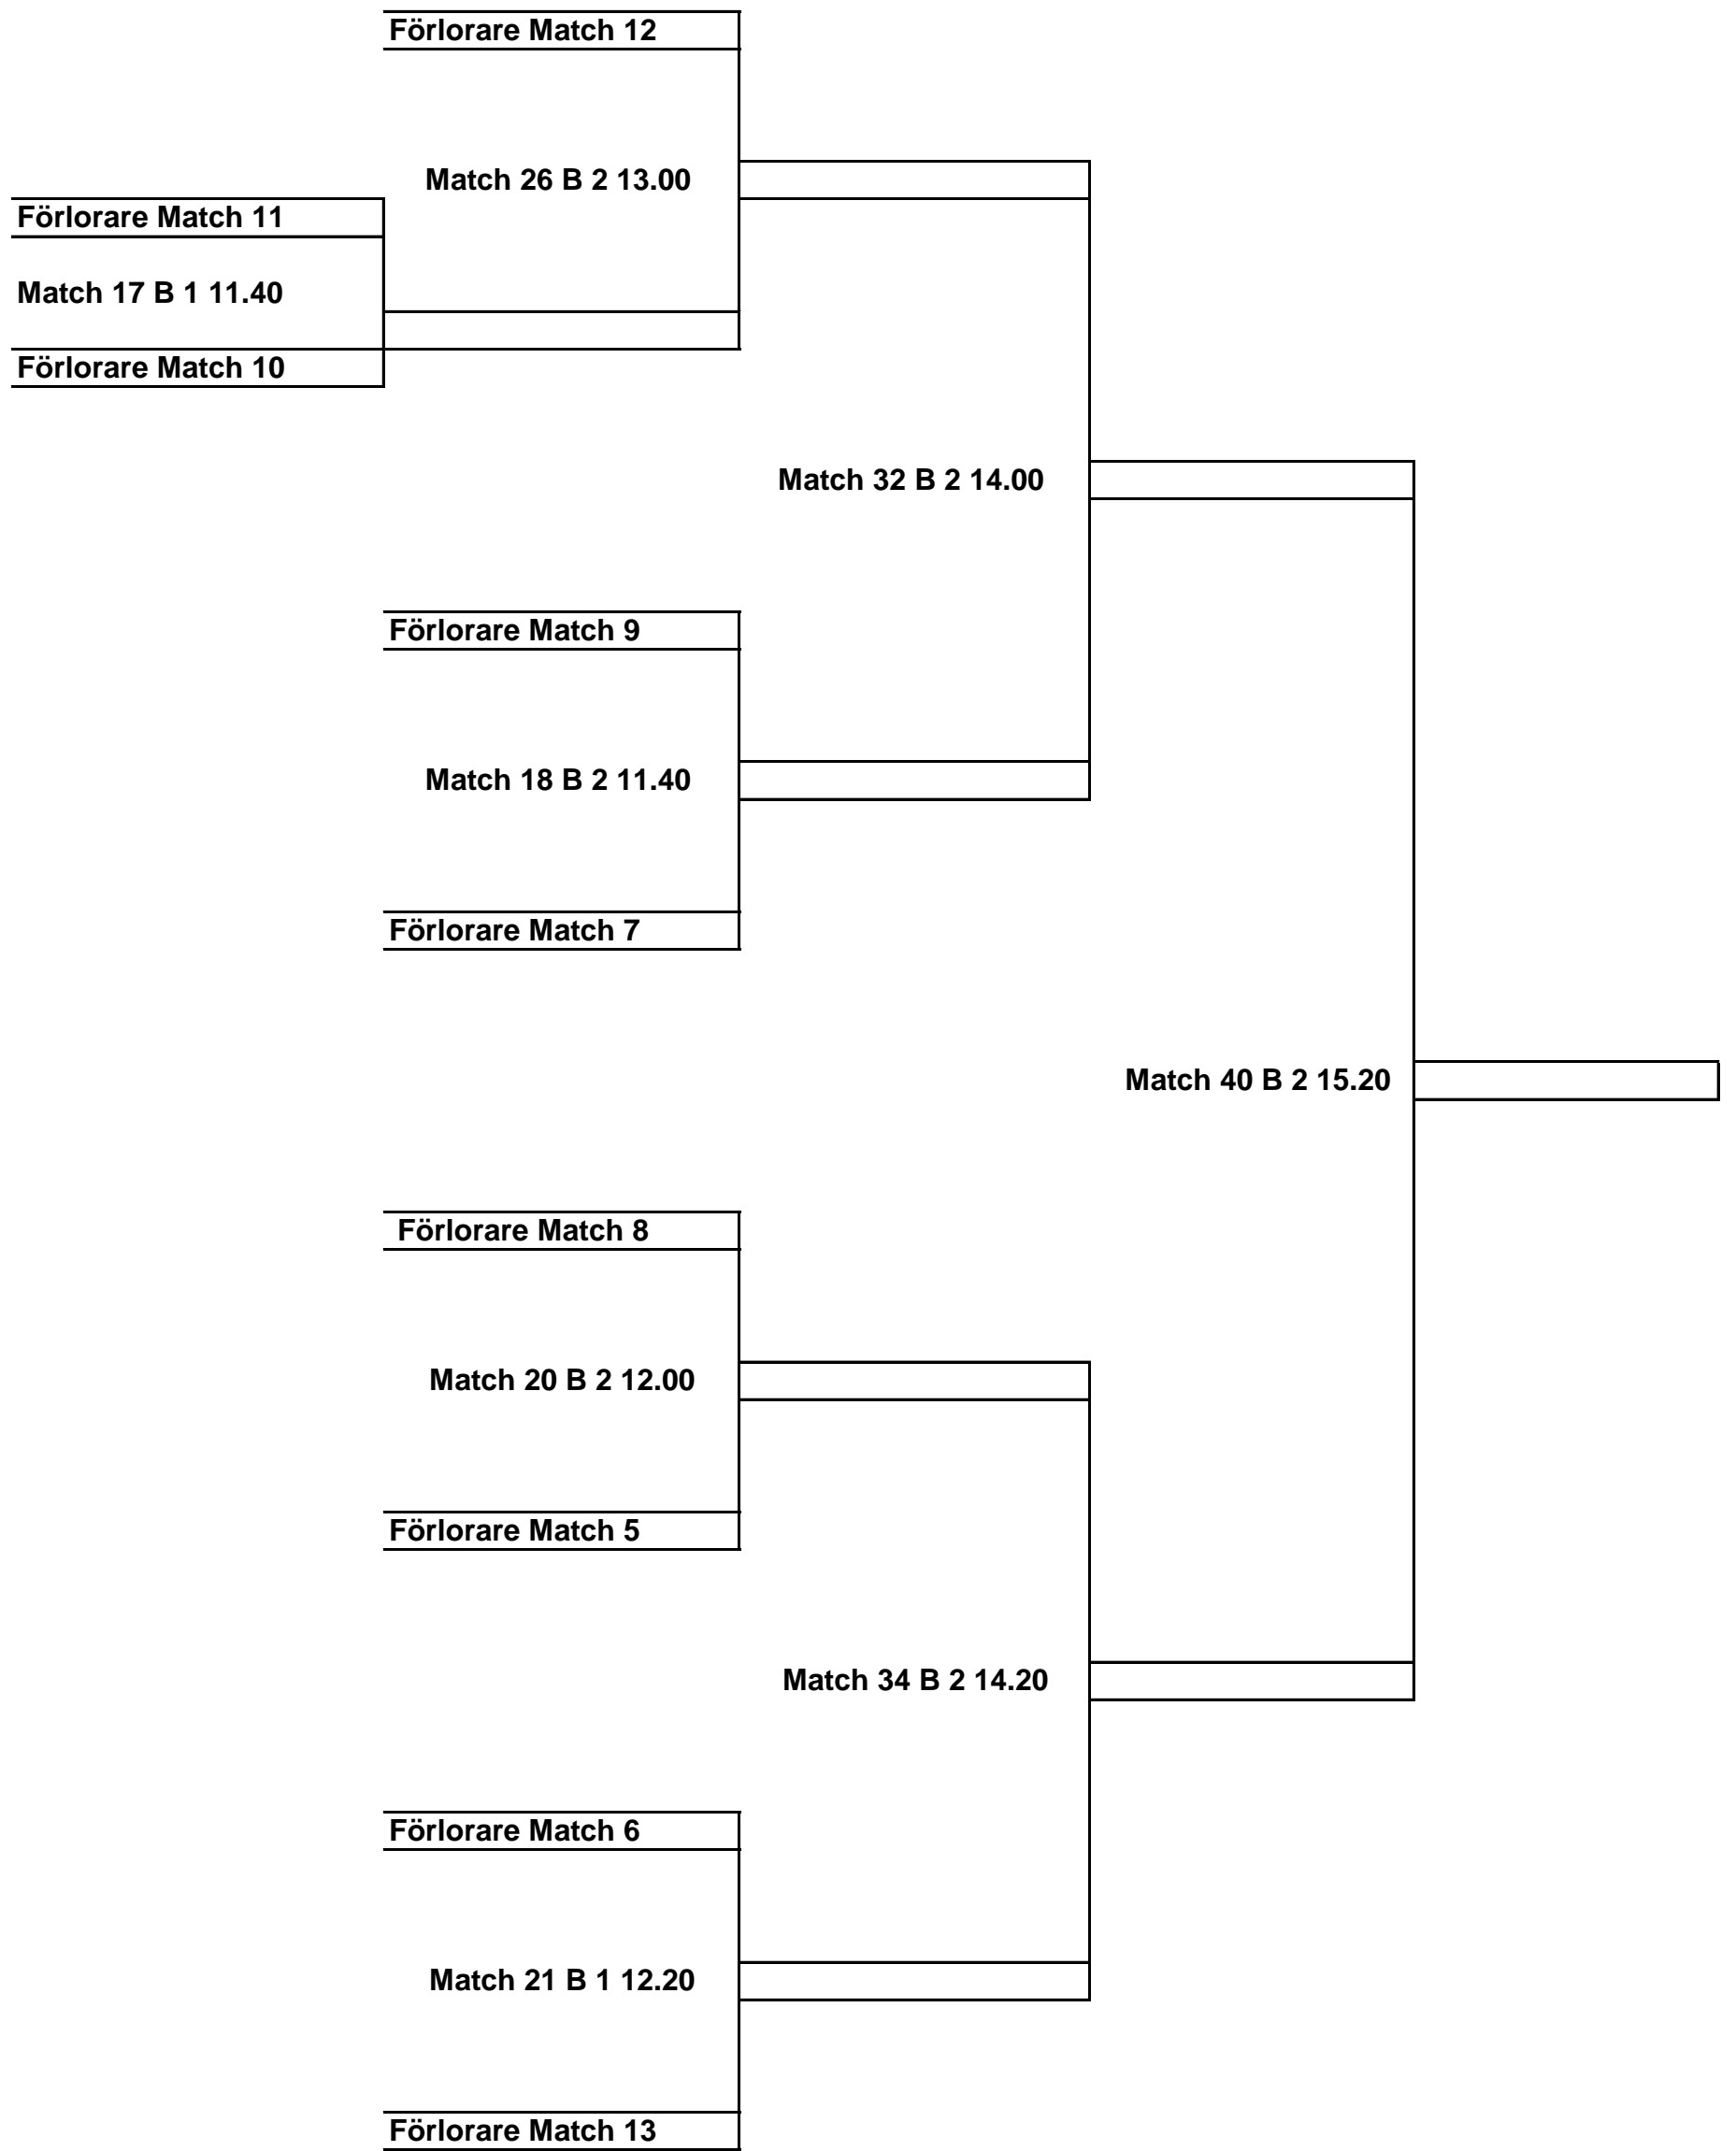 Förlorare Match 12
Match 26 B 2 13.00
Förlorare Match 11
Match 17 B 1 11.40
Förlorare Match 10
Match 32 B 2 14.00
Förlorare Match 9
Match 18 B 2 11.40
Förlorare Match 7
Match 40 B 2 15.20
Förlorare Match 8
Match 20 B 2 12.00
Förlorare Match 5
Match 34 B 2 14.20
Förlorare Match 6
Match 21 B 1 12.20
Förlorare Match 13